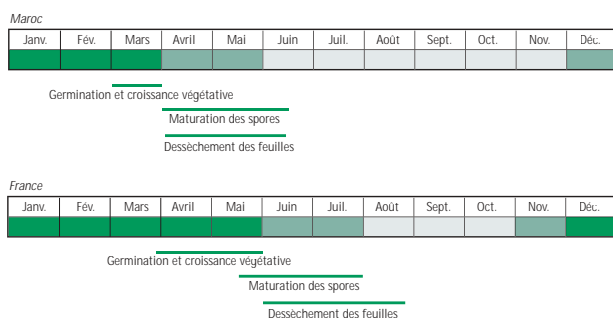 Maroc
Janv. Fév. Mars Avril Mai Juin Juil. Août Sept. Oct. Nov. Déc.
Germination et croissance végétative
Maturation des spores
Dessèchement des feuilles
France
Janv. Fév. Mars Avril Mai Juin Juil. Août Sept. Oct. Nov. Déc.
Germination et croissance végétative
Maturation des spores
Dessèchement des feuilles